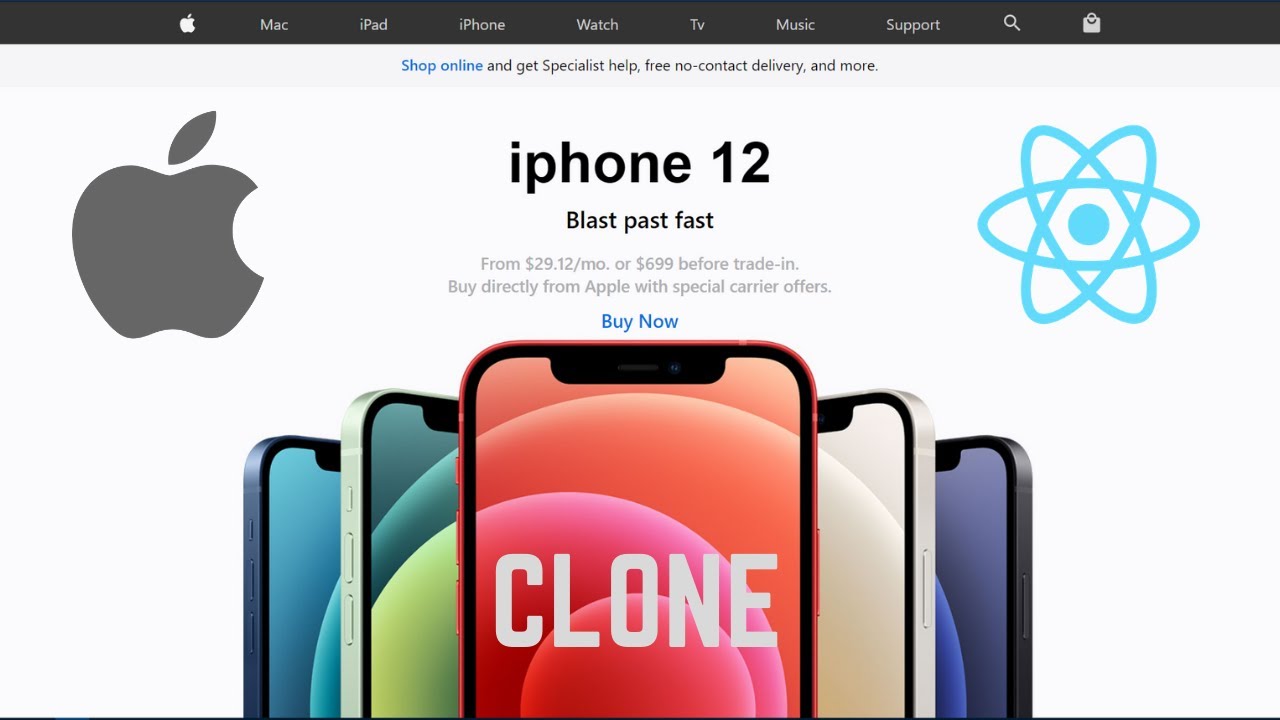 Mac iPad iPhone Watch Tv Music Support
Shop online and get Specialist help, free no-contact delivery, and more.
iphone 12
Blast past fast
From $29.12/mo. or $699 before trade-in.
Buy directly from Apple with special carrier offers.
Buy Now
CLONE